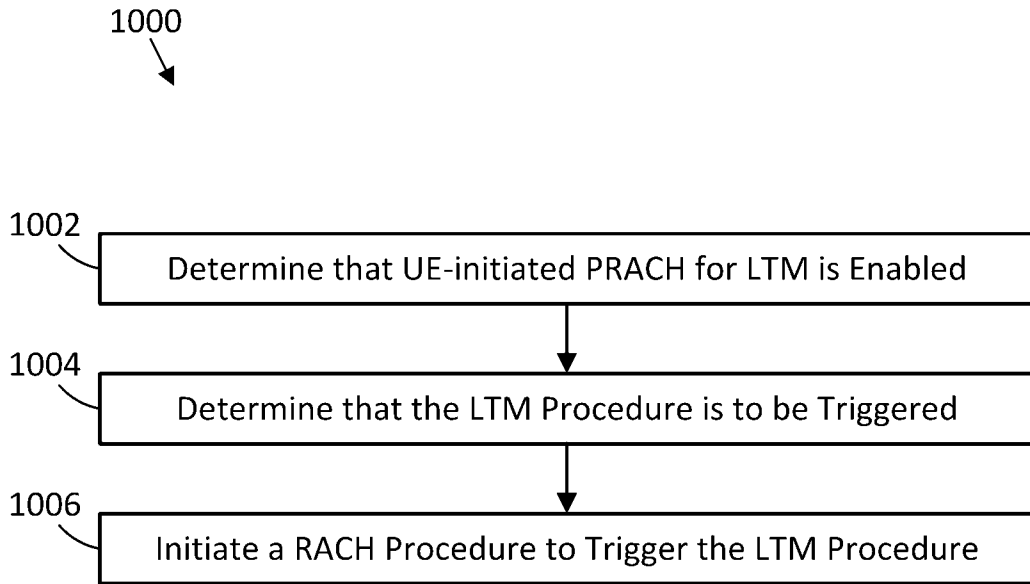 1000
1002
Determine that UE-initiated PRACH for LTM is Enabled
1004
Determine that the LTM Procedure is to be Triggered
1006
Initiate a RACH Procedure to Trigger the LTM Procedure